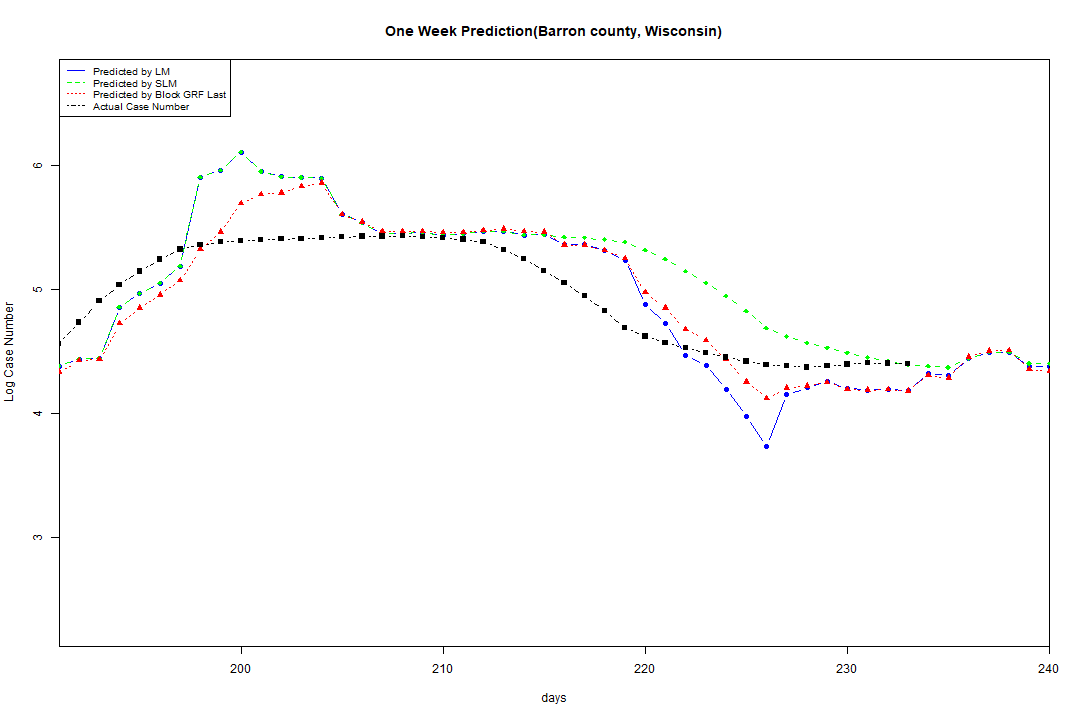 One Week Prediction(Barron county, Wisconsin)
Predicted by LM
Predicted by SLM
Predicted by Block GRF Last
Actual Case Number
6
5
4
3
Log Case Number
200 210 220 230 240
days